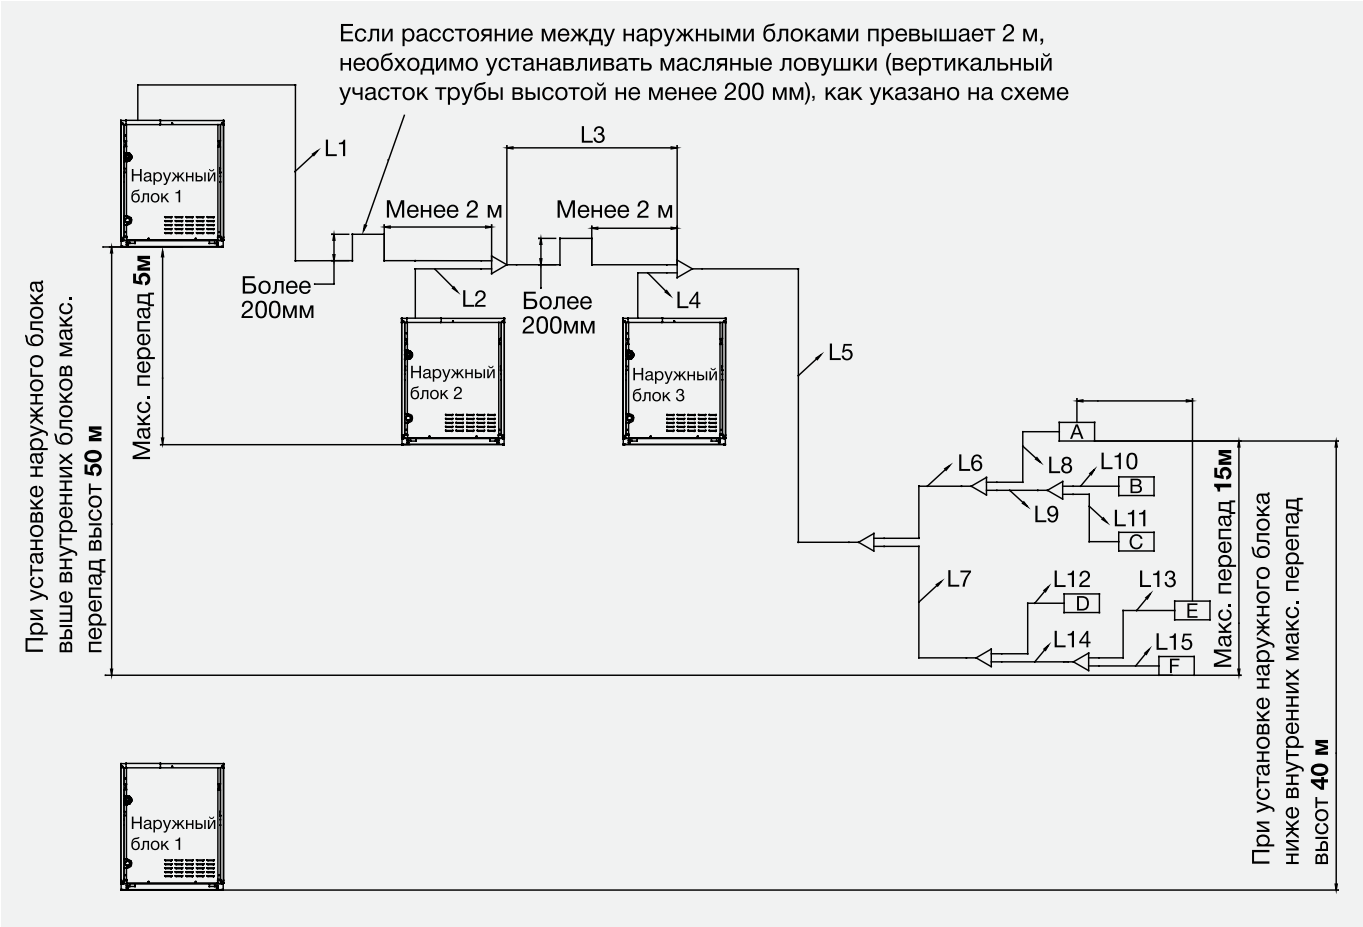 Если расстояние между наружными блоками превышает 2 м,
необходимо устанавливать масляные ловушки (вертикальный
участок трубы высотой не менее 200 мм), как указано на схеме
L1
L3
Наружный
блок 1
Менее 2 м
Менее 2 м
Более
200мм
L2
Более
200мм
L4
Наружный
блок 2
Наружный
блок 3
L5
При установке наружного блока
выше внутренних блоков макс.
перепад высот 50 м
Макс. перепад 5м
A
L6
L8
L10
B
L9
L11
C
L7
L12
D
L13
E
L14
L15
F
Макс. перепад 15м
При установке наружного блока
ниже внутренних макс. перепад
высот 40 м
Наружный
блок 1